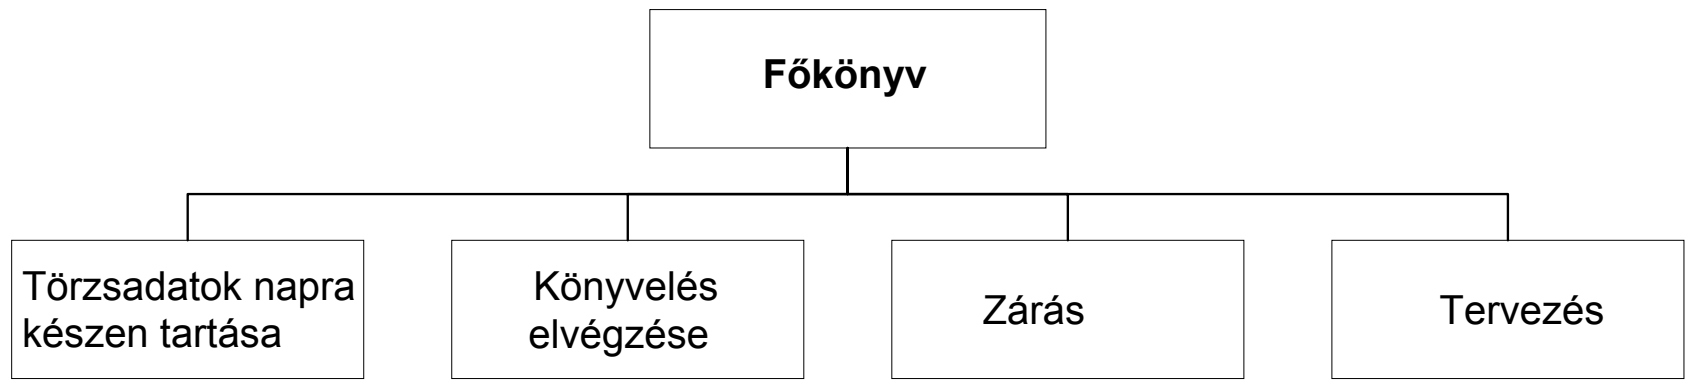 Főkönyv
Törzsadatok napra
készen tartása
Könyvelés
elvégzése
Zárás
Tervezés